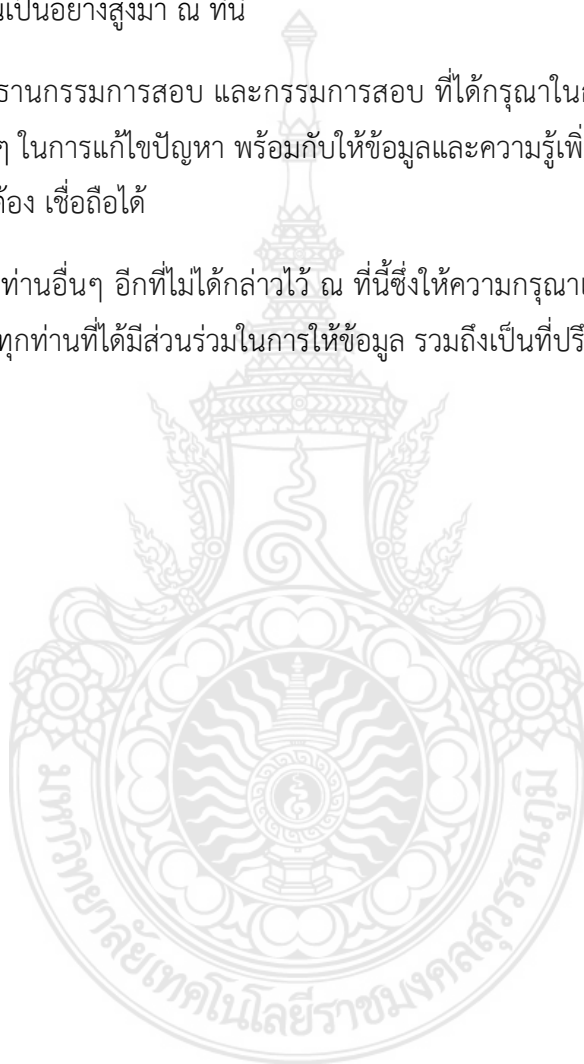 นเป็นอย่างสูงมา ณ ที่นี้
ธานกรรมการสอบ และกรรมการสอบ ที่ได้กรุณาใน
ๆ ในการแก้ไขปัญหา พร้อมกับให้ข้อมูลและความรู้เพิ่
ต้อง เชื่อถือได้
ท่านอื่นๆ อีกที่ไม่ได้กล่าวไว้ ณ ที่นี้ซึ่งให้ความกรุณา
ทุกท่านที่ได้มีส่วนร่วมในการให้ข้อมูล รวมถึงเป็นที่ปรึ
มหาวิทยาลัยเทคโนโลยีราชมงคลสุวรรณภูมิ